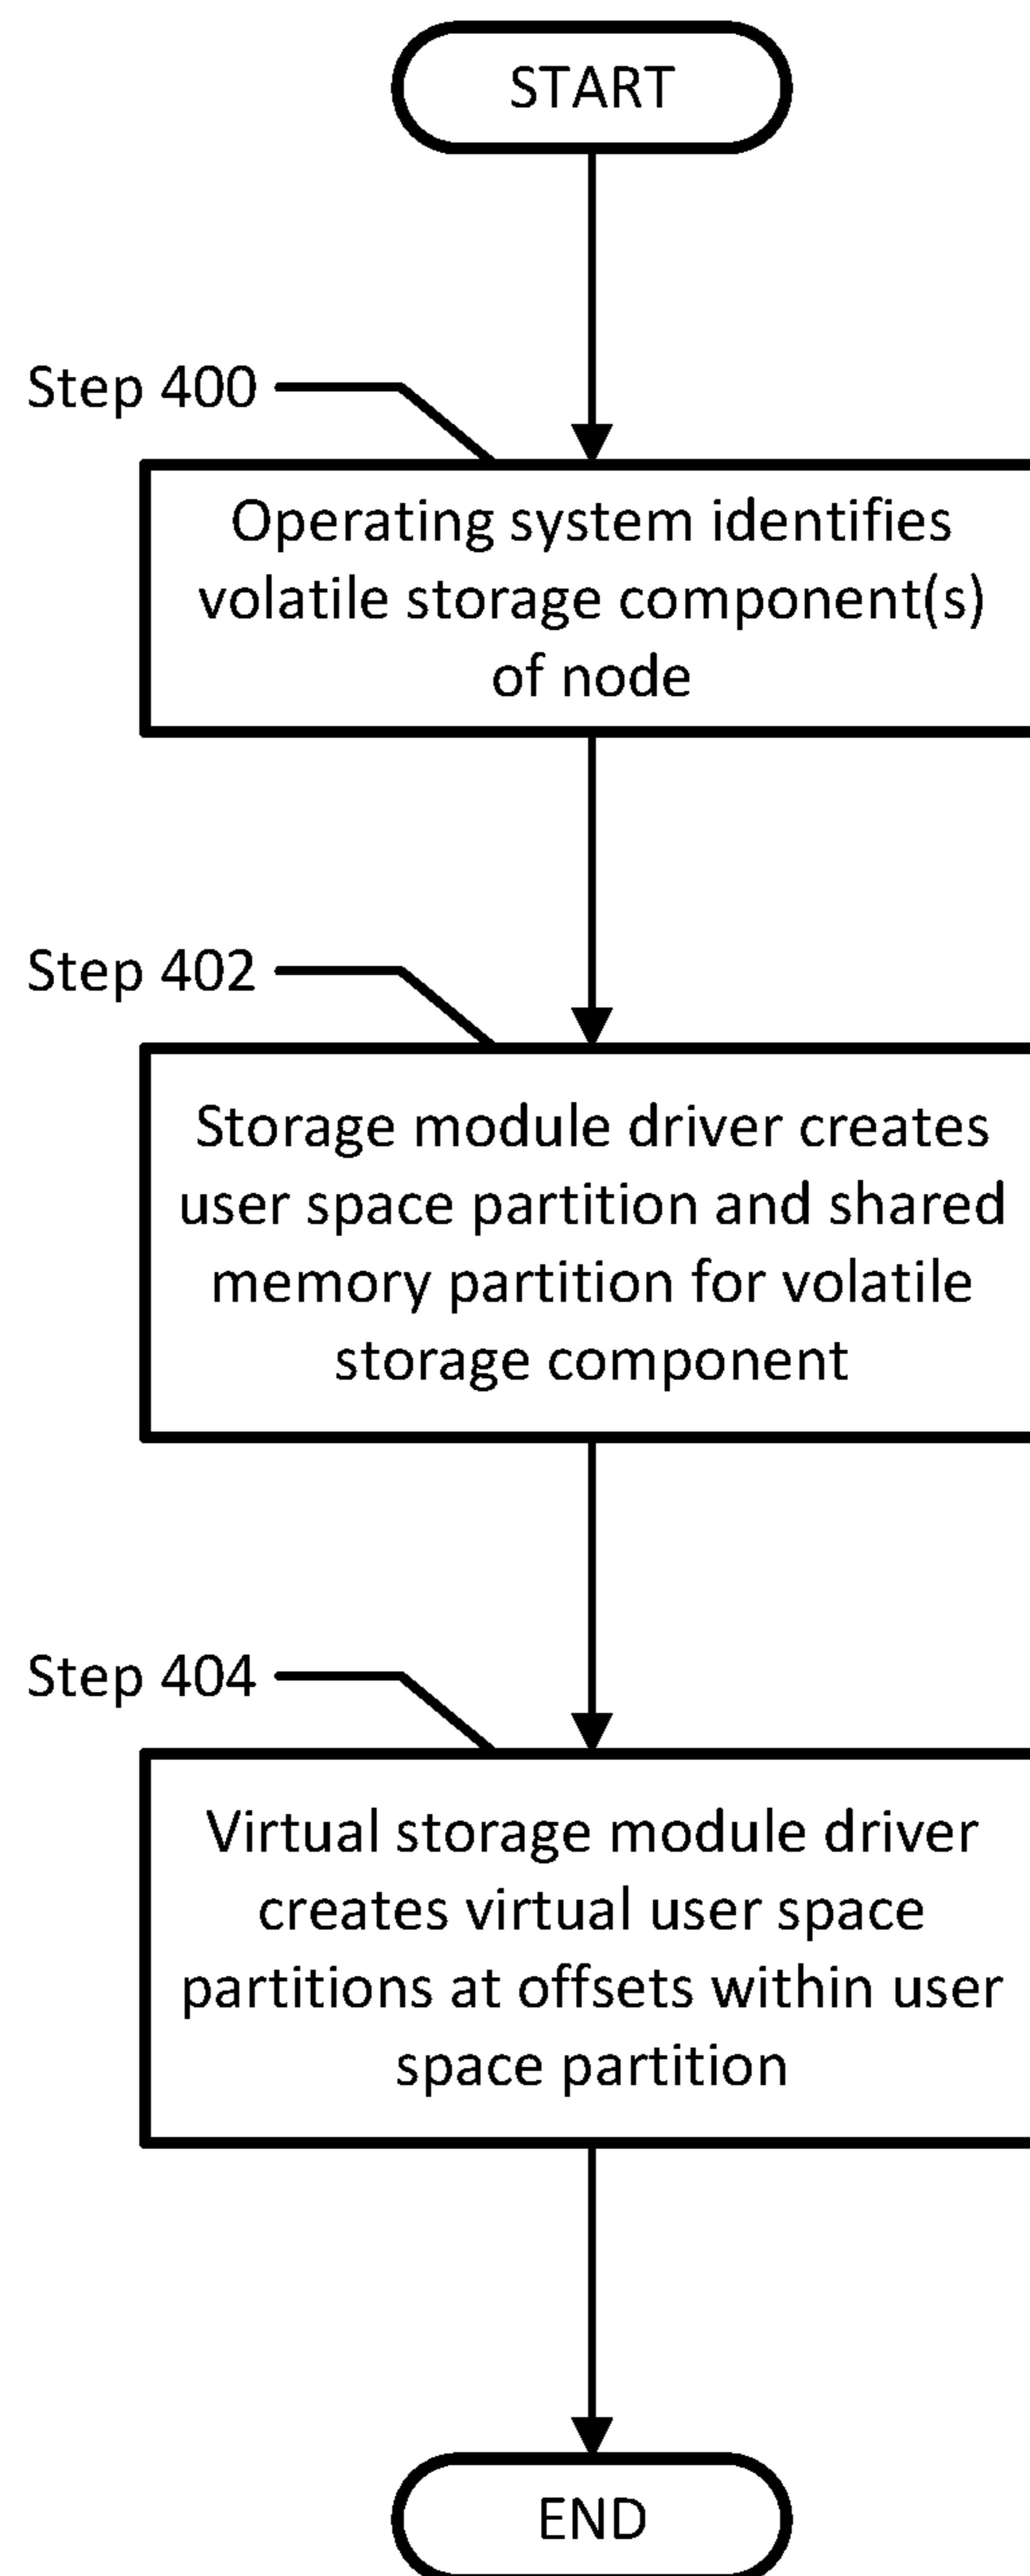 START
Step 400
Operating system identifies
volatile storage component(s)
of node
Step 402
Storage module driver creates
user space partition and shared
memory partition for volatile
storage component
Step 404
Virtual storage module driver
creates virtual user space
partitions at offsets within user
space partition
END